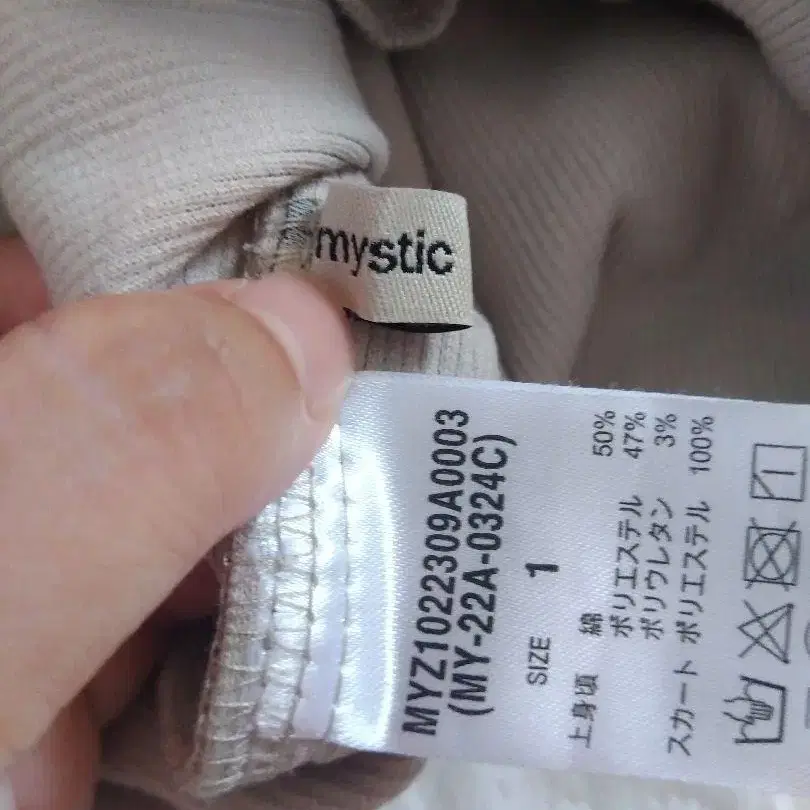 mystic
MYZ1022309A0003
(MY-22A-0324C)
SIZE 1
上身頃 綿 50%
ポリエステル 47%
ポリウレタン 3%
スカート ポリエステル 100%